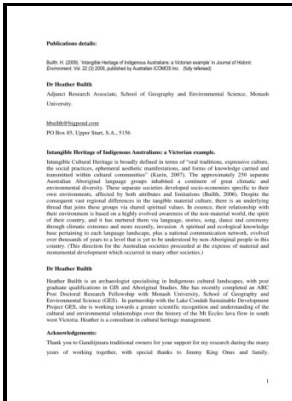 Publications details:
Builth, H. (2009). 'Intangible Heritage of Indigenous Australians: a Victorian example' in Journal of Historic
Environment. Vol. 22 (3) 2009, published by Australian ICOMOS Inc. (fully refereed)
Dr Heather Builth
Adjunct Research Associate, School of Geography and Environmental Science, Monash
University.
hbuilth@bigpond.com
PO Box 85, Upper Sturt, S.A., 5156
Intangible Heritage of Indigenous Australians: a Victorian example.
Intangible Cultural Heritage is broadly defined in terms of "oral traditions, expressive culture,
the social practices, ephemeral aesthetic manifestations, and forms of knowledge carried and
transmitted within cultural communities" (Kurin, 2007). The approximately 250 separate
Australian Aboriginal language groups inhabited a continent of great climatic and
environmental diversity. These separate societies developed socio-economies specific to their
own environments, affected by both attributes and limitations (Builth, 2006). Despite the
consequent vast regional differences in the tangible material culture, there is an underlying
thread that joins these groups via shared spiritual values. In essence, their relationship with
their environment is based on a highly evolved awareness of the non-material world, the spirit
of their country, and it has nurtured them via language, stories, song, dance and ceremony
through climatic extremes and more recently, invasion. A spiritual and ecological knowledge
base pertaining to each language landscape, plus a national communication network, evolved
over thousands of years to a level that is yet to be understood by non-Aboriginal people in this
country. (This direction for the Australian societies proceeded at the expense of material and
monumental development which occurred in many other societies.)
Dr Heather Builth
Heather Builth is an archaeologist specialising in Indigenous cultural landscapes, with post
graduate qualifications in GIS and Aboriginal Studies. She has recently completed an ARC
Post Doctoral Research Fellowship with Monash University, School of Geography and
Environmental Science (GES). In partnership with the Lake Condah Sustainable Development
Project GES, she is working towards a greater scientific recognition and understanding of the
cultural and environmental relationships over the history of the Mt Eccles lava flow in south
west Victoria. Heather is a consultant in cultural heritage management.
Acknowledgements:
Thank you to Gunditjmara traditional owners for your support for my research during the many
years of working together, with special thanks to Jimmy King Onus and family.
1